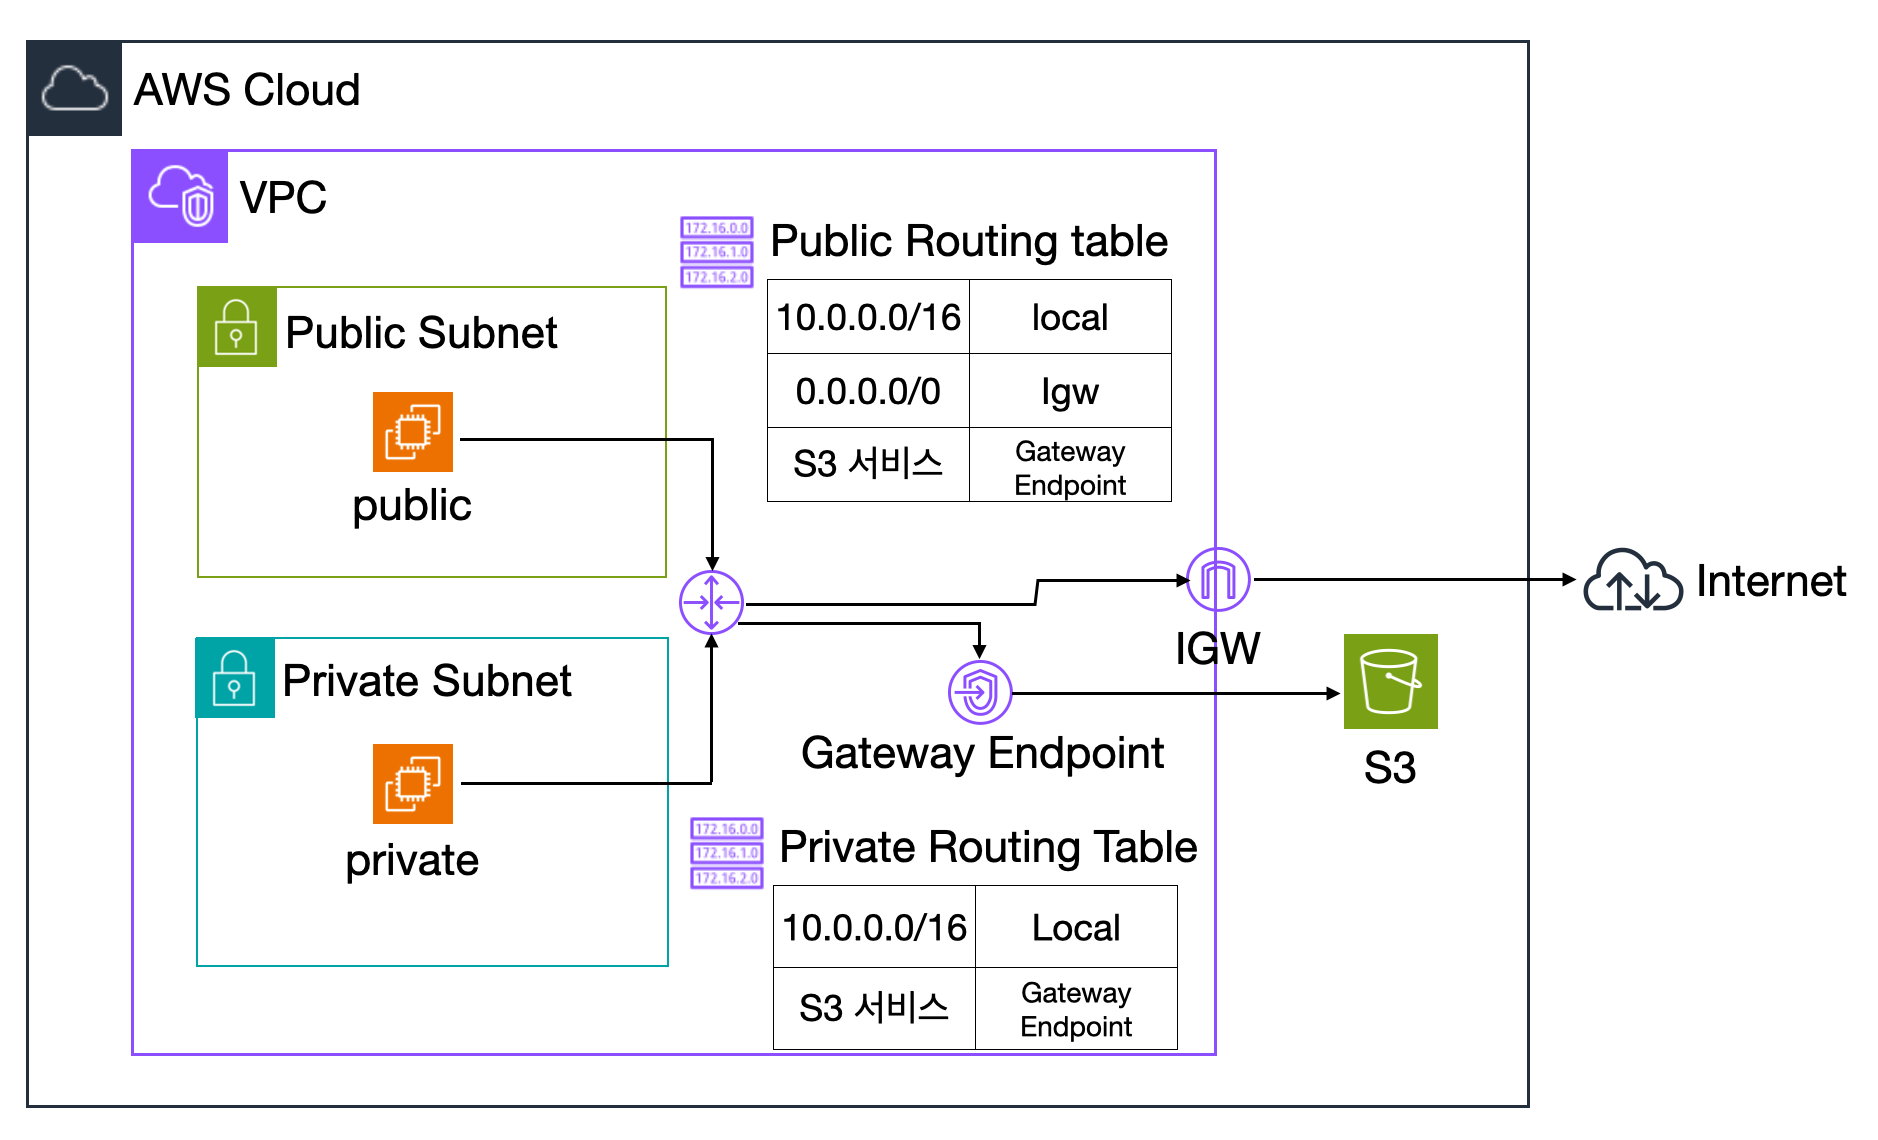 AWS Cloud
VPC
172.16.0.0
172.16.1.0
172.16.2.0
Public Routing table
10.0.0.0/16 local
0.0.0.0/0 Igw
S3 서비스 Gateway
Endpoint
Public Subnet
public
IGW
Internet
Private Subnet
private
Gateway Endpoint
S3
172.16.0.0
172.16.1.0
172.16.2.0
Private Routing Table
10.0.0.0/16 Local
S3 서비스 Gateway
Endpoint